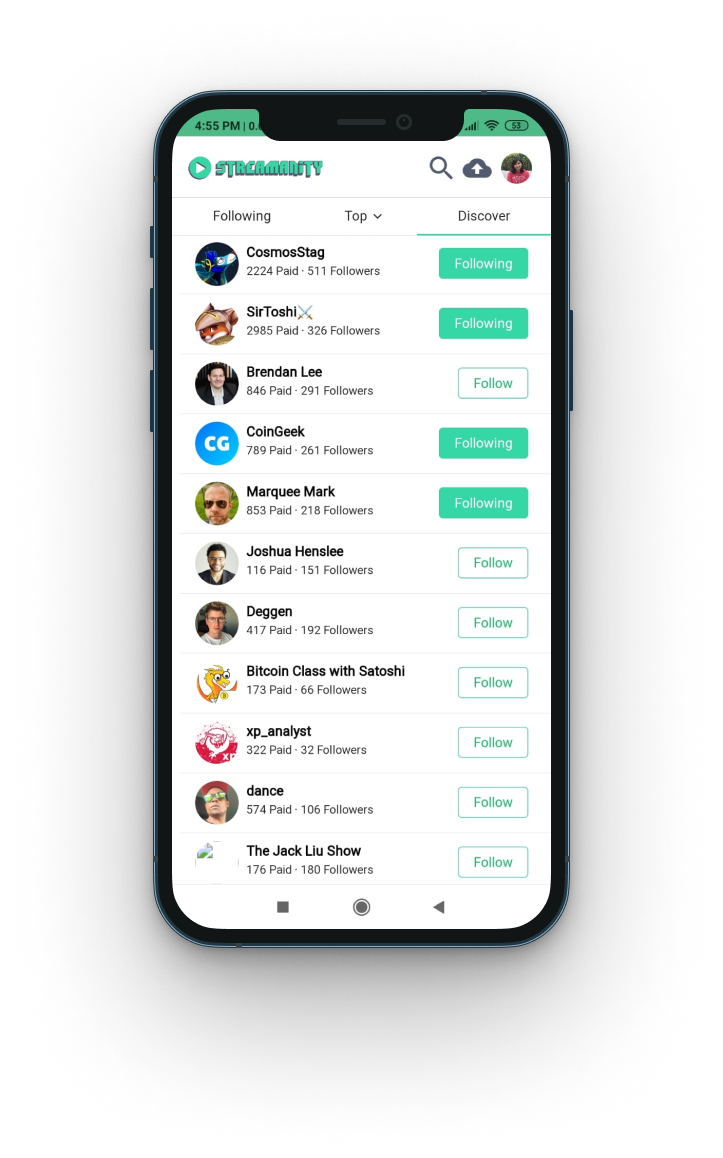 4:55 PM | 0.
53
STREAMANITY
Following
Top
Discover
CosmosStag
2224 Paid · 511 Followers
Following
SirToshi⚔️
2985 Paid · 326 Followers
Following
Brendan Lee
846 Paid · 291 Followers
Follow
CG
CoinGeek
789 Paid · 261 Followers
Following
Marquee Mark
853 Paid · 218 Followers
Following
Joshua Henslee
116 Paid · 151 Followers
Follow
Deggen
417 Paid · 192 Followers
Follow
Bitcoin Class with Satoshi
173 Paid · 66 Followers
Follow
xp_analyst
322 Paid · 32 Followers
Follow
xp
dance
574 Paid · 106 Followers
Follow
The Jack Liu Show
176 Paid · 180 Followers
Follow